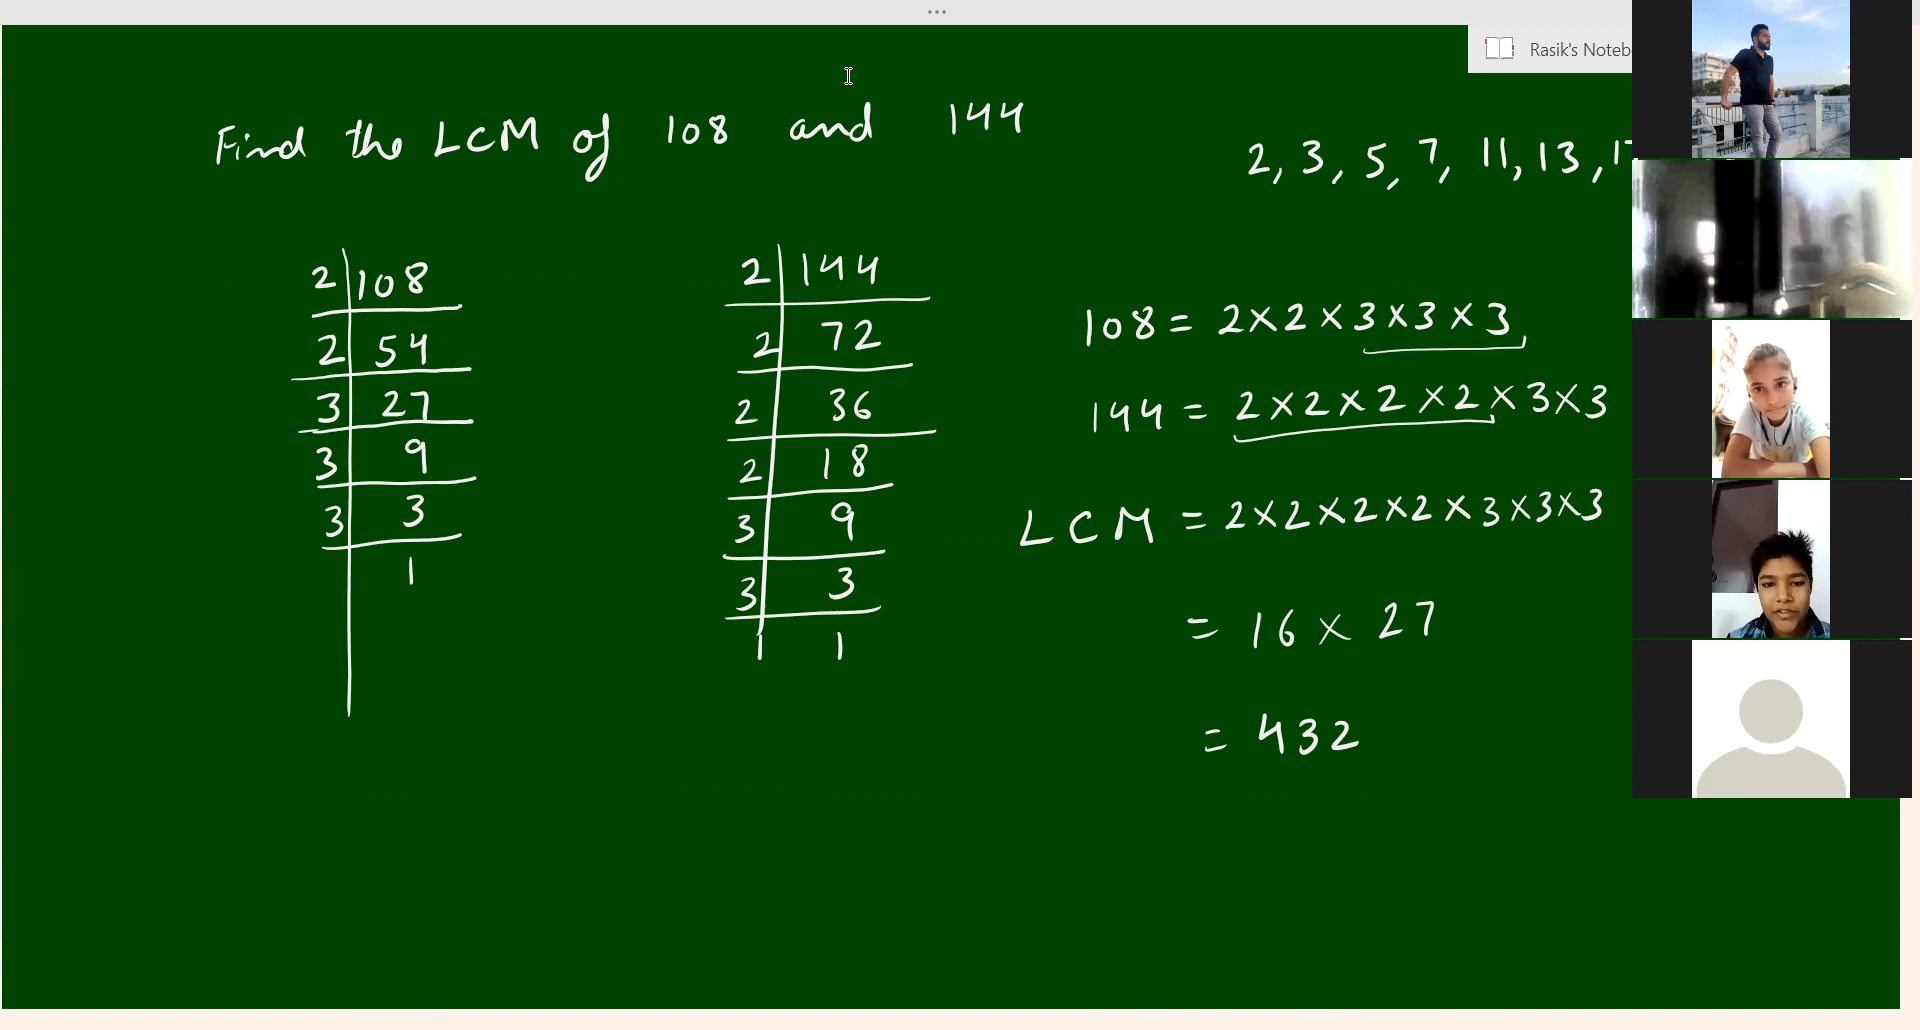 Rasik's Noteb
Find the LCM of 108 and 144
2, 3, 5, 7, 11, 13, 17
2 108
2 54
3 27
3 9
3 3
1
2 144
2 72
2 36
2 18
3 9
3 3
1 1
108 = 2×2×3×3×3
144 = 2×2×2×2×3×3
LCM = 2×2×2×2×3×3×3
= 16 × 27
= 432